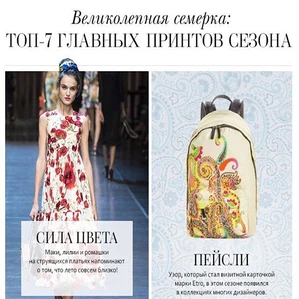 Великолепная семерка:
ТОП-7 ГЛАВНЫХ ПРИНТОВ СЕЗОНА
СИЛА ЦВЕТА
Маки, лилии и ромашки
на струящихся платьях напоминают
о том, что лето совсем близко!
ПЕЙСЛИ
Узор, который стал визитной карточкой
марки Etro, в этом сезоне появился
в коллекциях многих дизайнеров.